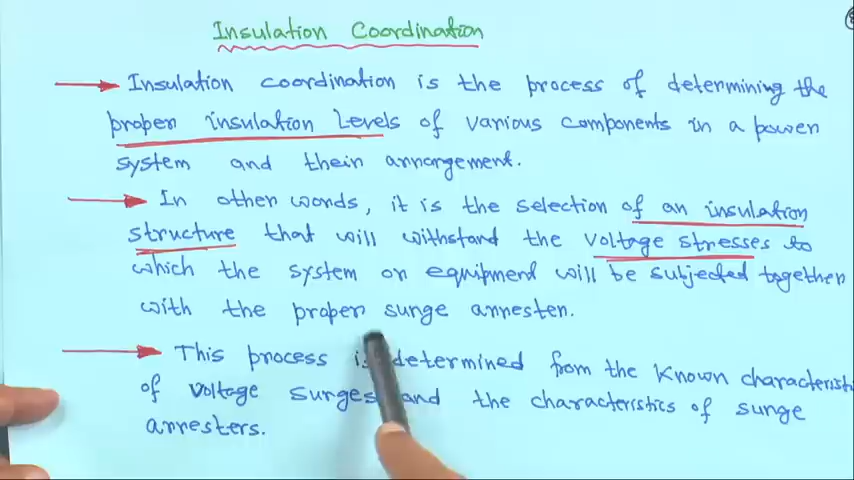 Insulation Coordination
Insulation coordination is the process of determining the
proper insulation levels of various components in a power
system and their arrangement.
In other words, it is the selection of an insulation
structure that will withstand the voltage stresses to
which the system or equipment will be subjected together
with the proper surge arrester.
This process is determined from the known characterist
of voltage surges and the characteristics of surge
arresters.